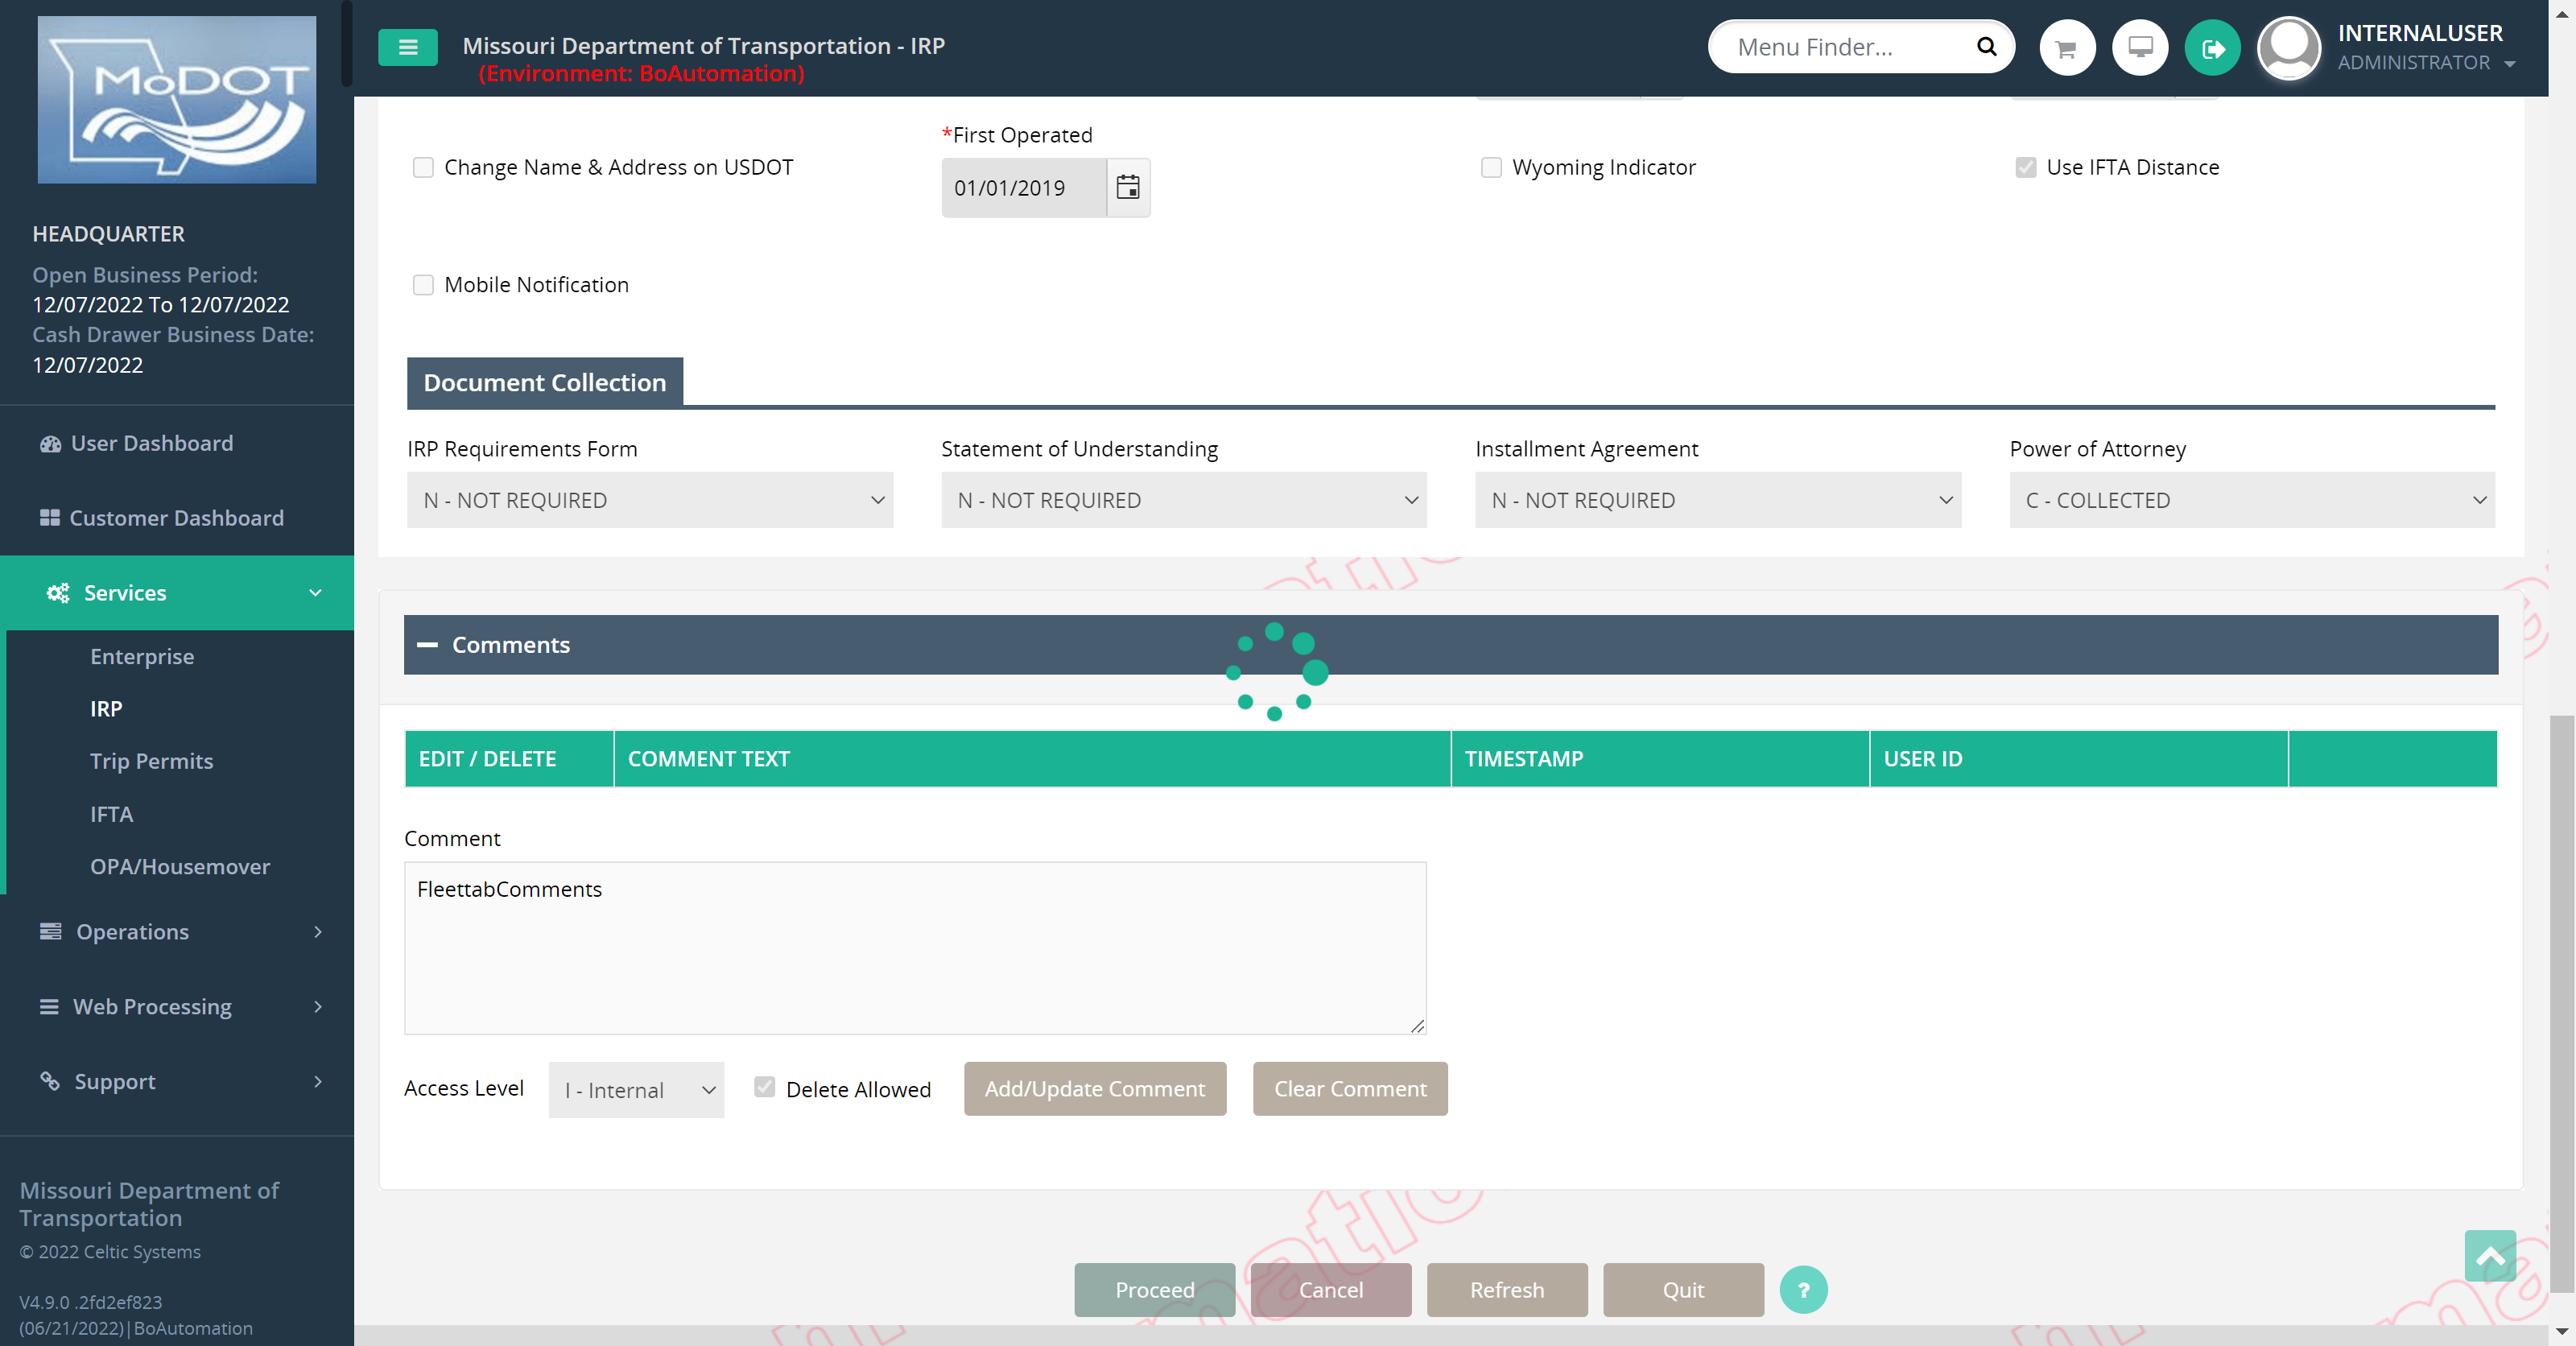 MoDOT
Missouri Department of Transportation - IRP
(Environment: BoAutomation)
Menu Finder...
INTERNALUSER
ADMINISTRATOR
HEADQUARTER
Open Business Period:
12/07/2022 To 12/07/2022
Cash Drawer Business Date:
12/07/2022
User Dashboard
Customer Dashboard
Services
Enterprise
IRP
Trip Permits
IFTA
OPA/Housemover
Operations
Web Processing
Support
Missouri Department of
Transportation
© 2022 Celtic Systems
V4.9.0 .2fd2ef823
(06/21/2022)|BoAutomation
Change Name & Address on USDOT
*First Operated
01/01/2019
Wyoming Indicator
Use IFTA Distance
Mobile Notification
Document Collection
IRP Requirements Form
N - NOT REQUIRED
Statement of Understanding
N - NOT REQUIRED
Installment Agreement
N - NOT REQUIRED
Power of Attorney
C - COLLECTED
Comments
EDIT / DELETE
COMMENT TEXT
TIMESTAMP
USER ID
Comment
FleettabComments
Access Level
I - Internal
Delete Allowed
Add/Update Comment
Clear Comment
Proceed
Cancel
Refresh
Quit
?